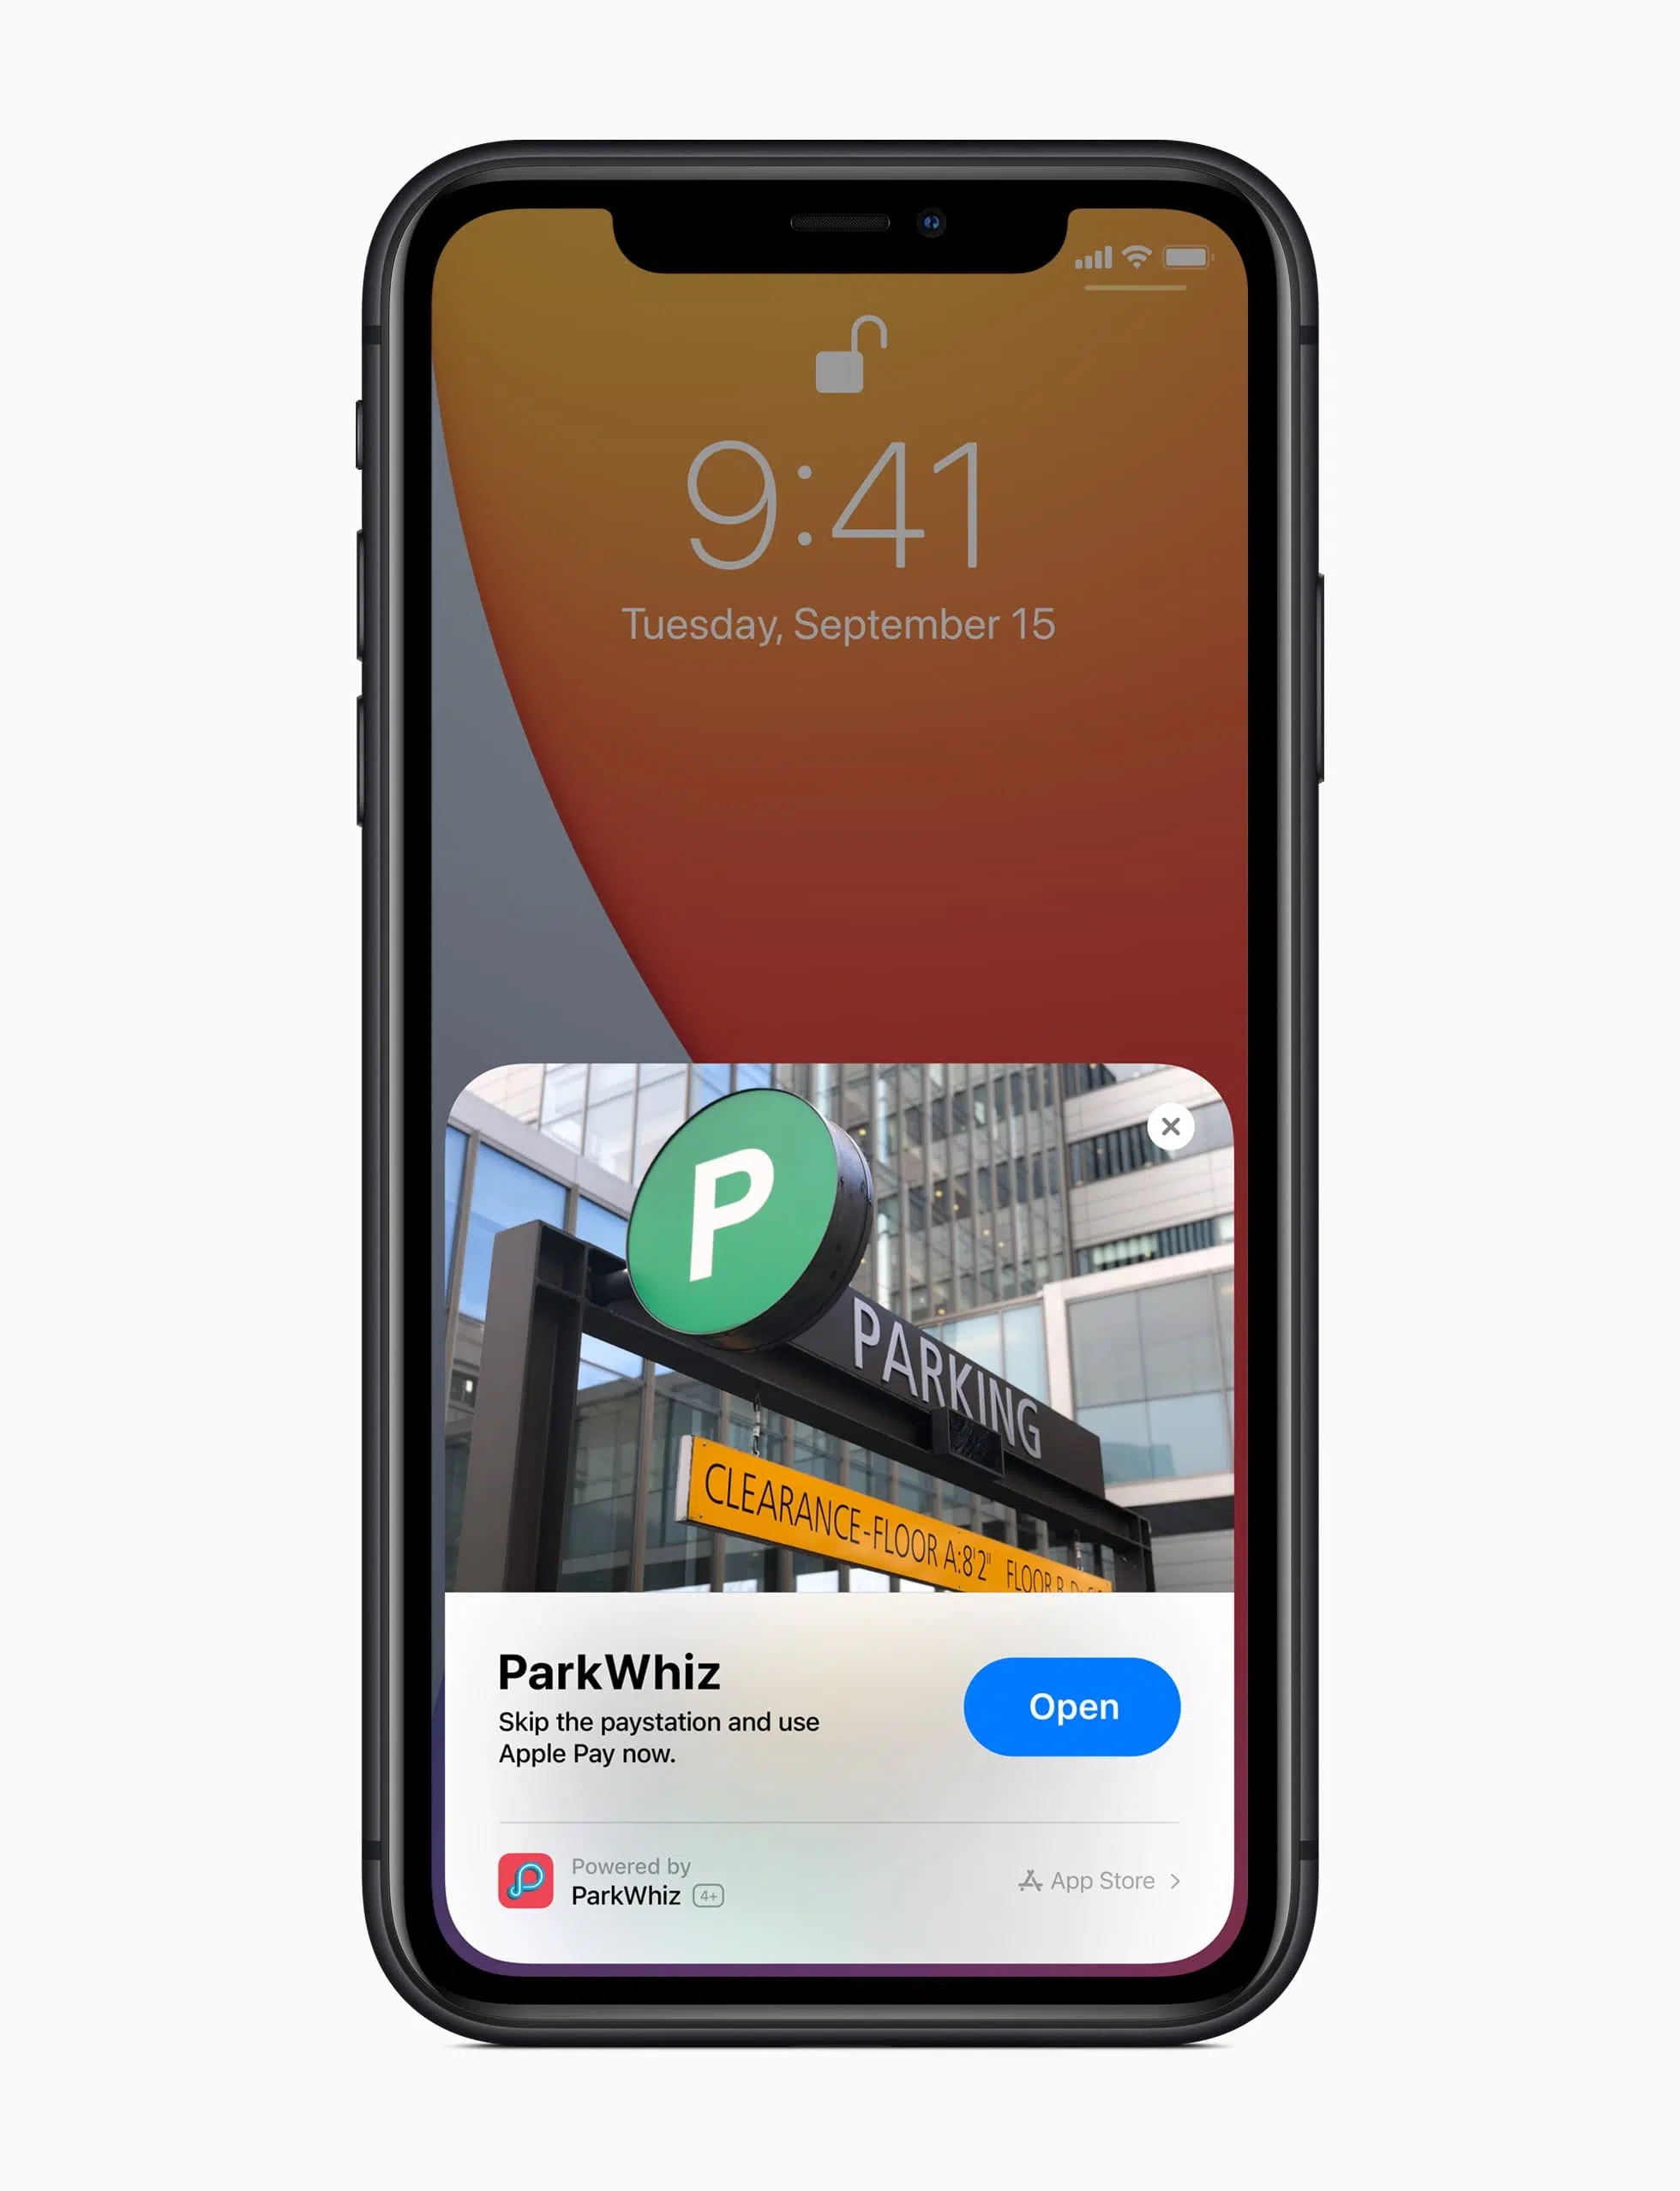 9:41
Tuesday, September 15
P
PARKING
CLEARANCE-FLOOR A:8'2" FLOOR B
ParkWhiz
Open
Skip the paystation and use
Apple Pay now.
Powered by
ParkWhiz 4+
App Store